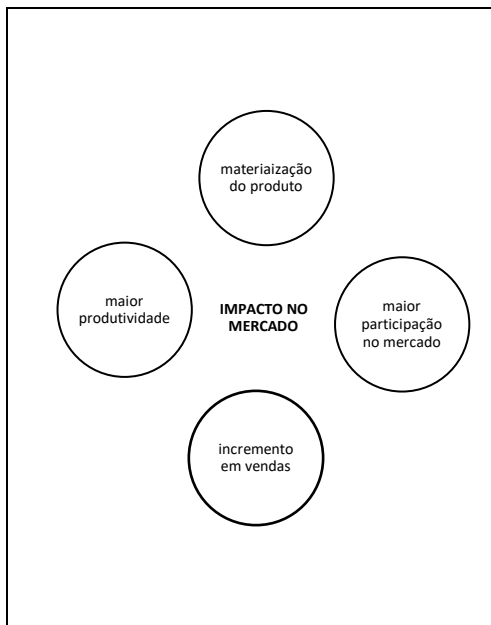 materiaização
do produto
maior
produtividade
IMPACTO NO
MERCADO
maior
participação
no mercado
incremento
em vendas